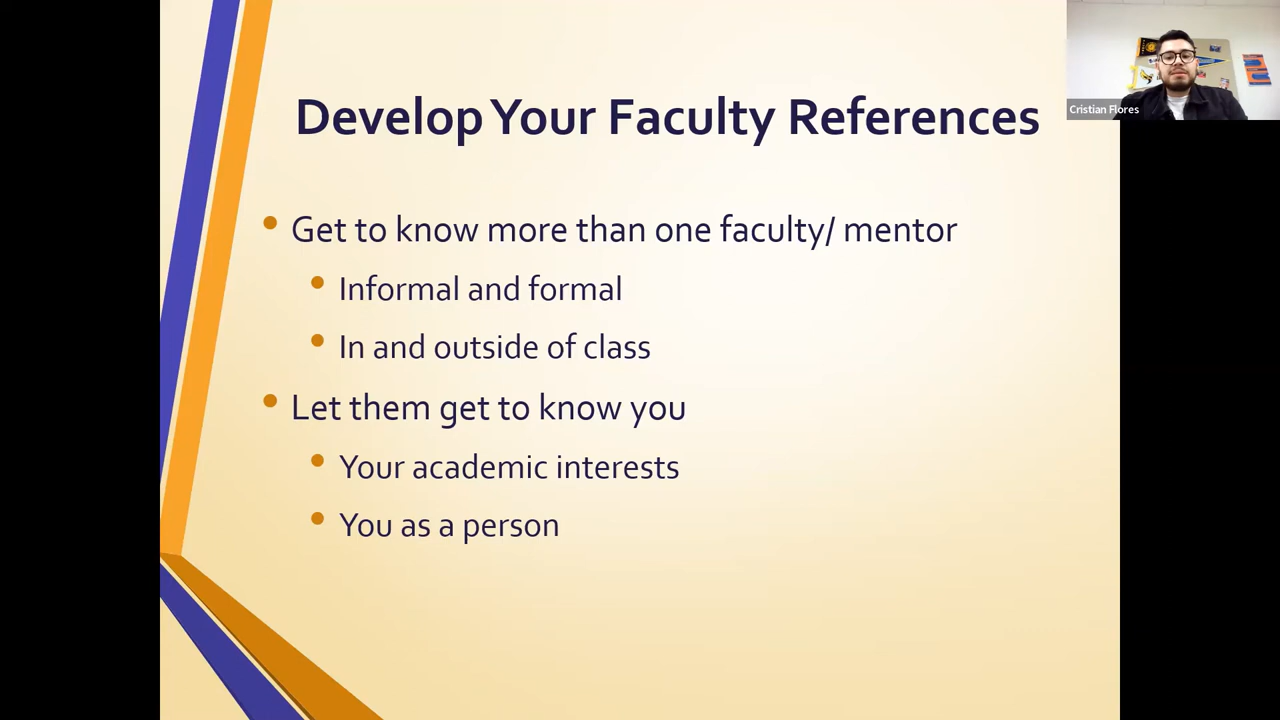 Develop Your Faculty References
Get to know more than one faculty/ mentor
Informal and formal
In and outside of class
Let them get to know you
Your academic interests
You as a person
Cristian Flores